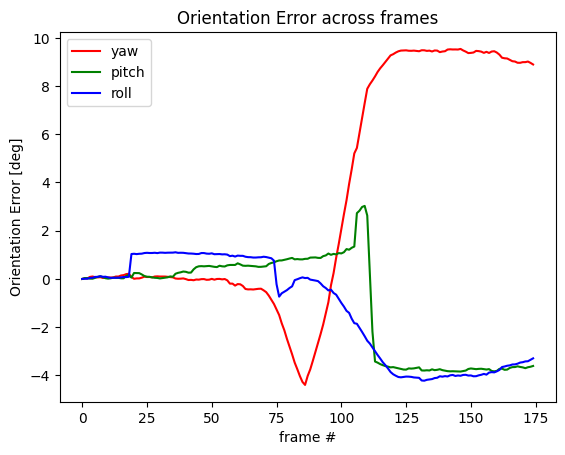 Orientation Error across frames
yaw
pitch
roll
Orientation Error [deg]
10
8
6
4
2
0
−2
−4
0 25 50 75 100 125 150 175
frame #